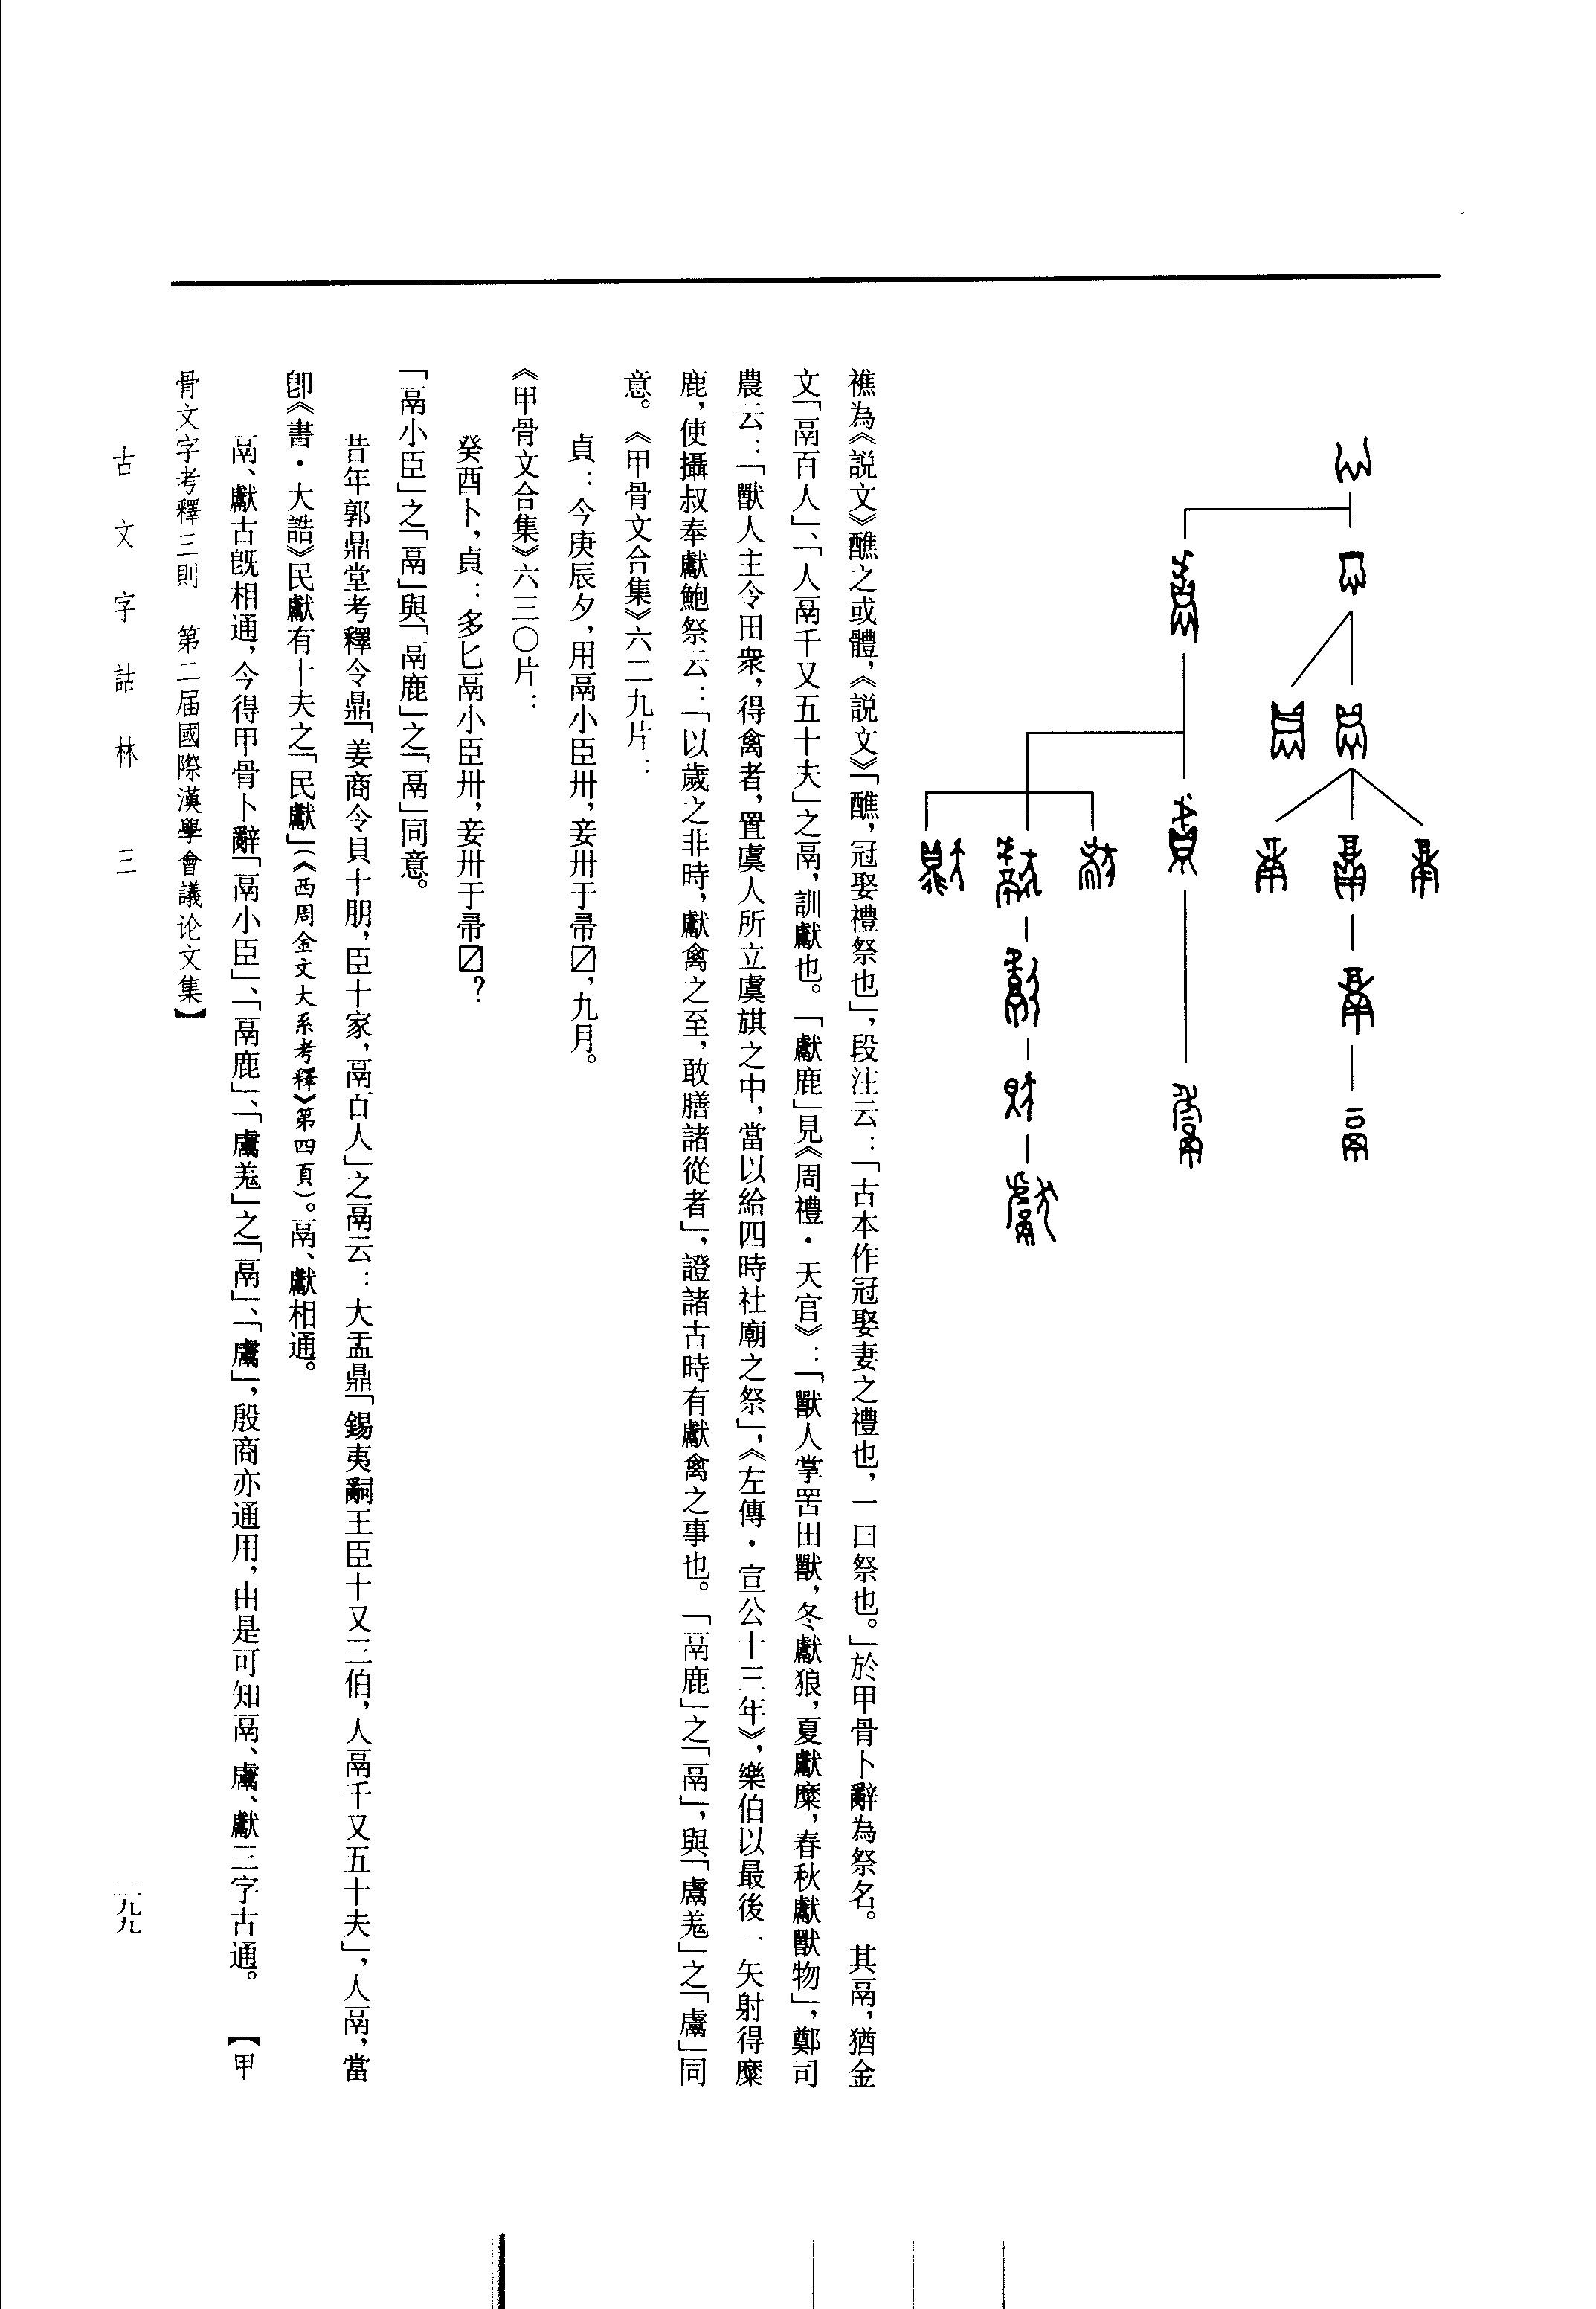 禚為《説文》醮之或體，《説文》「醮，冠娶禮祭也」，段注云：「古本作冠娶妻之禮也，一曰祭也。」於甲骨卜辭為祭名。其鬲，猶金
文「鬲百人」、「人鬲千又五十夫」之鬲，訓獻也。「獻鹿」見《周禮·天官》：「獸人掌罟田獸，冬獻狼，夏獻麋，春秋獻獸物」，鄭司
農云：「獸人主令田衆，得禽者，置虞人所立虞旗之中，當以給四時社廟之祭」，《左傳·宣公十三年》，樂伯以最後一矢射得麋
鹿，使攝叔奉獻鮑祭云：「以歲之非時，獻禽之至，敢膳諸從者」，證諸古時有獻禽之事也。「鬲鹿」之「鬲」，與「鬳羌」之「鬳」同
意。《甲骨文合集》六二九片：
貞：今庚辰夕，用鬲小臣卅，妾卅于帚☑，九月。
《甲骨文合集》六三〇片：
癸酉卜，貞：多匕鬲小臣卅，妾卅于帚☑？
「鬲小臣」之「鬲」與「鬲鹿」之「鬲」同意。
昔年郭鼎堂考釋令鼎「姜商令貝十朋，臣十家，鬲百人」之鬲云：大盂鼎「錫夷嗣王臣十又三伯，人鬲千又五十夫」，人鬲，當
卽《書·大誥》民獻有十夫之「民獻」（《西周金文大系考釋》第四頁）。鬲、獻相通。
鬲、獻古旣相通，今得甲骨卜辭「鬲小臣」、「鬲鹿」、「鬳羌」之「鬲」、「鬳」，殷商亦通用，由是可知鬲、鬳、獻三字古通。【甲
骨文字考釋三則　第二届國際漢學會議论文集】
古文字詁林　三
二九九